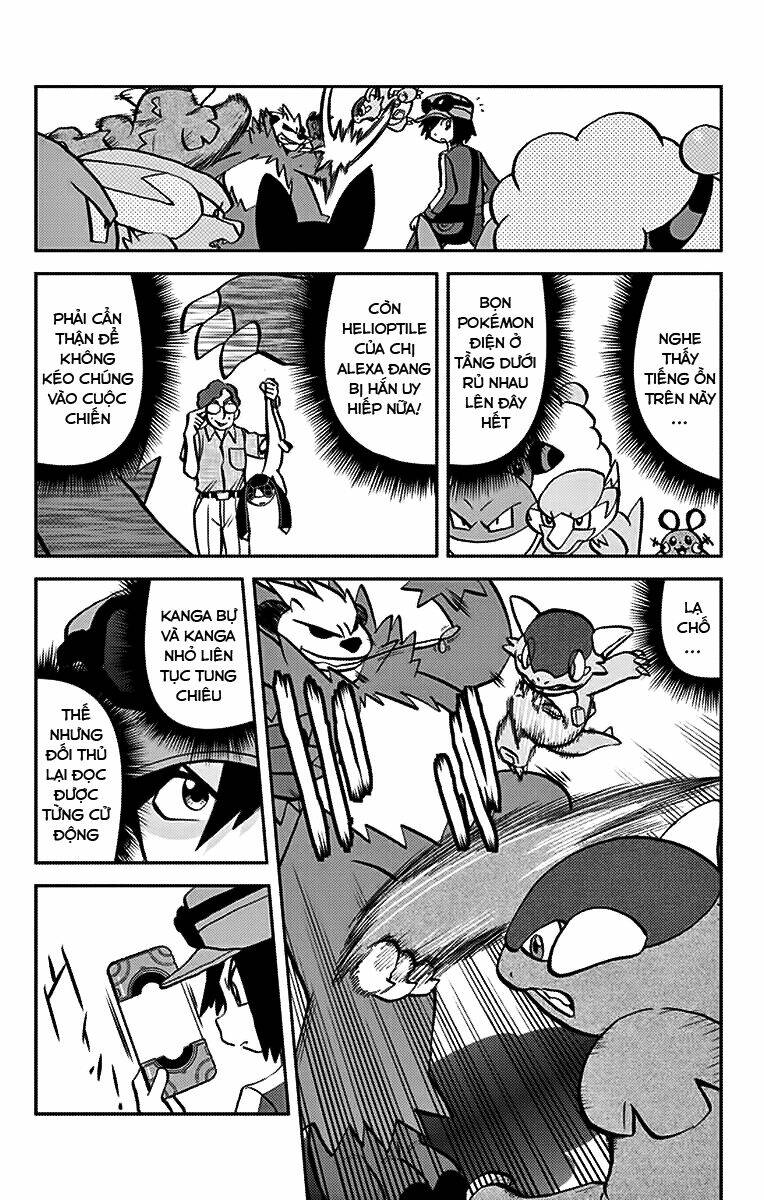 NGHE
THẤY
TIẾNG ỒN
TRÊN NÀY
...
BỌN
POKÉMON
ĐIỆN Ở
TẦNG DƯỚI
RỦ NHAU
LÊN ĐÂY
HẾT
CÒN
HELIOPTILE
CỦA CHỊ
ALEXA ĐANG
BỊ HẮN UY
HIẾP NỮA!
PHẢI CẨN
THẬN ĐỂ
KHÔNG
KÉO CHÚNG
VÀO CUỘC
CHIẾN
LẠ
CHỐ
...
KANGA BỰ
VÀ KANGA
NHỎ LIÊN
TỤC TUNG
CHIÊU
THẾ
NHƯNG
ĐỐI THỦ
LẠI ĐỌC
ĐƯỢC
TỪNG CỬ
ĐỘNG